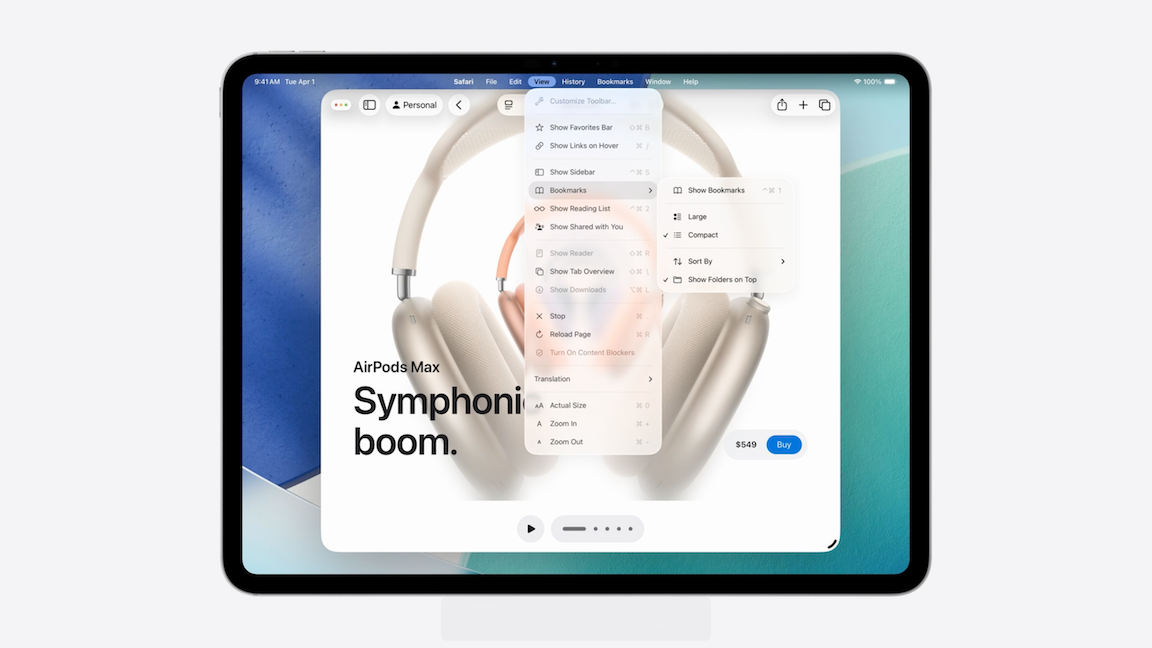 9:41 AM Tue Apr 1
Safari File Edit View History Bookmarks Window Help
100%
Personal
Customize Toolbar...
Show Favorites Bar ⇧⌘ B
Show Links on Hover ⌘ /
Show Sidebar ^⌘ S
Bookmarks
Show Reading List ^⌘ 2
Show Shared with You
Show Reader ⇧⌘ R
Show Tab Overview ⇧⌘ \
Show Downloads ⌥⌘ L
Stop ⌘ .
Reload Page ⌘ R
Turn On Content Blockers
Translation
Actual Size ⌘ 0
Zoom In ⌘ +
Zoom Out ⌘ -
Show Bookmarks ^⌘ 1
Large
Compact
Sort By
Show Folders on Top
AirPods Max
Symphonic
boom.
$549 Buy